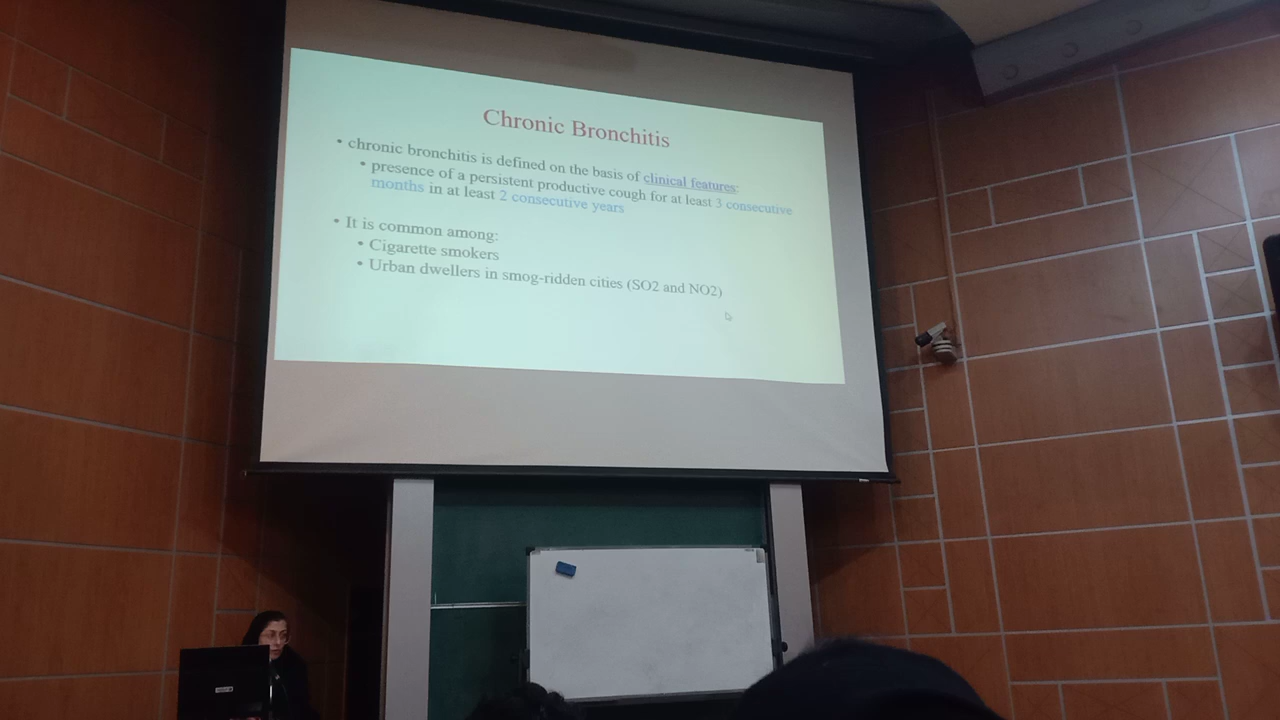 Chronic Bronchitis
• chronic bronchitis is defined on the basis of clinical features:
• presence of a persistent productive cough for at least 3 consecutive
months in at least 2 consecutive years
• It is common among:
• Cigarette smokers
• Urban dwellers in smog-ridden cities (SO2 and NO2)